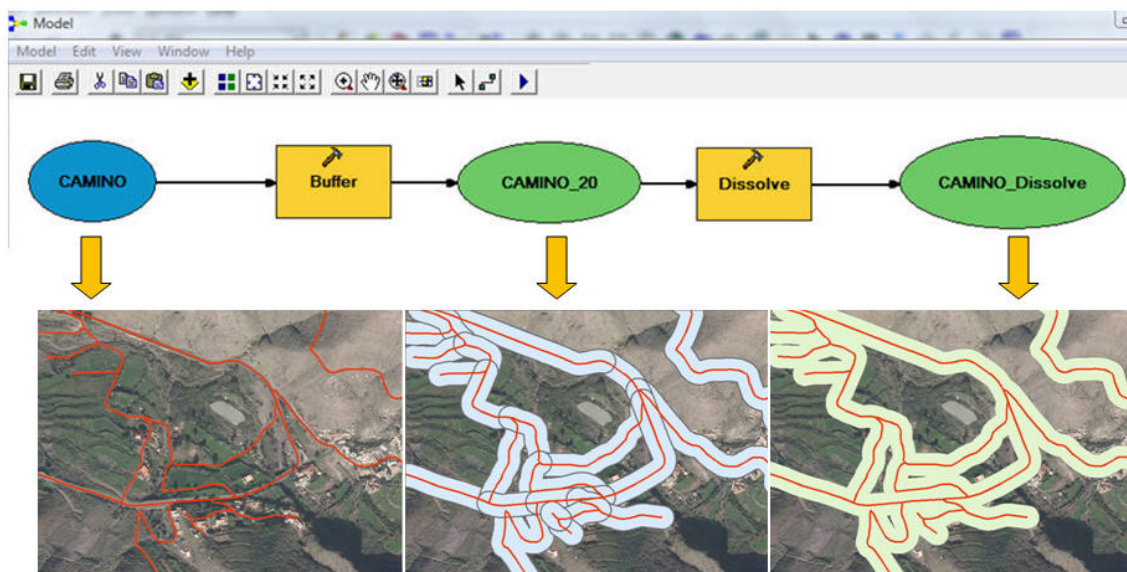 Model
Model Edit View Window Help
CAMINO
Buffer
CAMINO_20
Dissolve
CAMINO_Dissolve